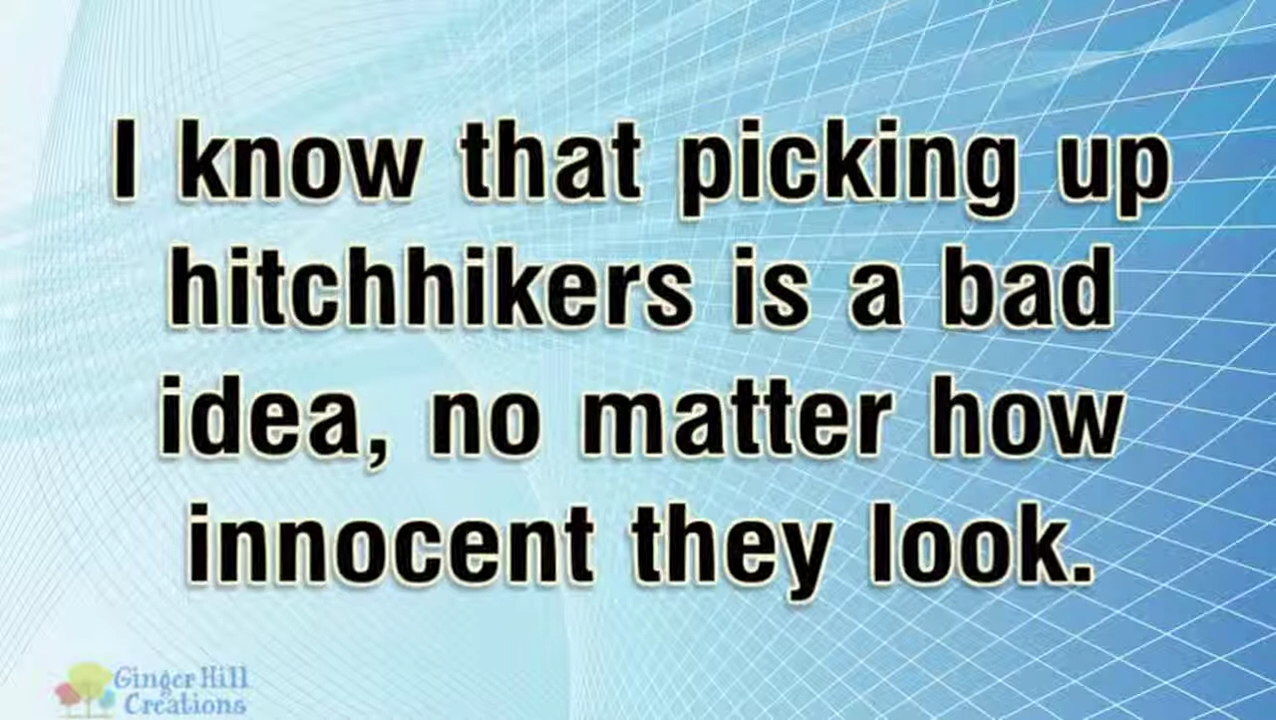 I know that picking up
hitchhikers is a bad
idea, no matter how
innocent they look.
Ginger Hill
Creations